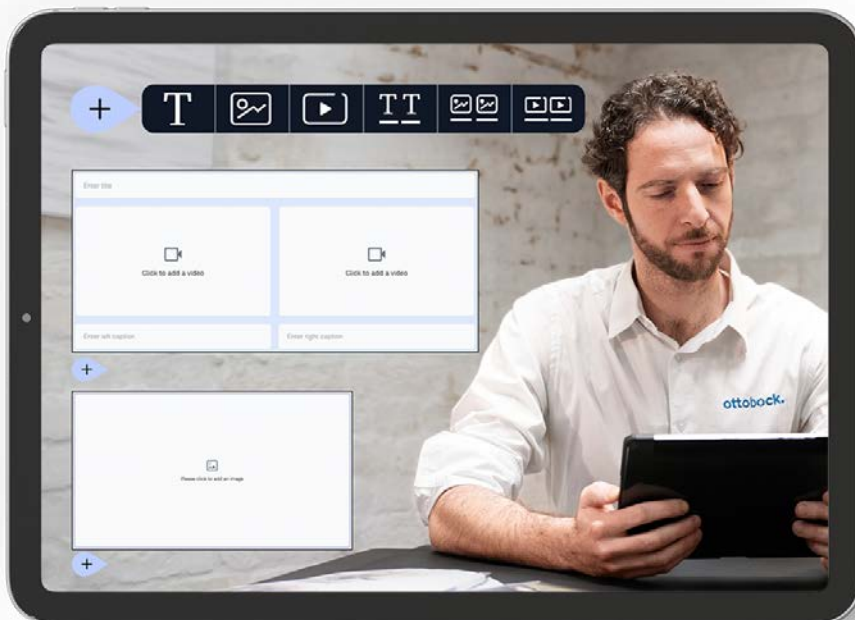 T
TT
Enter title
Click to add a video
Click to add a video
Enter left caption
Enter right caption
ottobock.
Please click to add an image